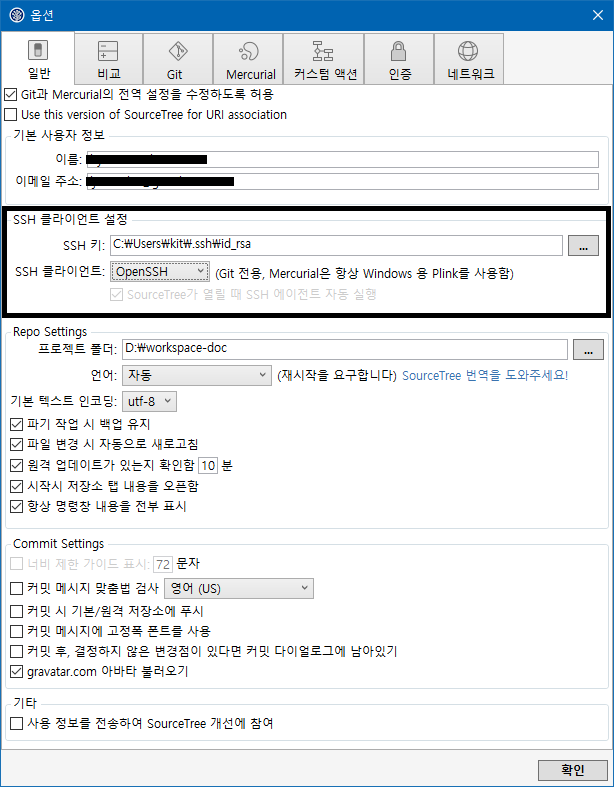 옵션
일반 비교 Git Mercurial 커스텀 액션 인증 네트워크
Git과 Mercurial의 전역 설정을 수정하도록 허용
Use this version of SourceTree for URI association
기본 사용자 정보
이름:
이메일 주소:
SSH 클라이언트 설정
SSH 키: C:₩Users₩kit₩.ssh₩id_rsa ...
SSH 클라이언트: OpenSSH (Git 전용, Mercurial은 항상 Windows 용 Plink를 사용함)
SourceTree가 열릴 때 SSH 에이전트 자동 실행
Repo Settings
프로젝트 폴더: D:₩workspace-doc ...
언어: 자동 (재시작을 요구합니다) SourceTree 번역을 도와주세요!
기본 텍스트 인코딩: utf-8
파기 작업 시 백업 유지
파일 변경 시 자동으로 새로고침
원격 업데이트가 있는지 확인함 10 분
시작시 저장소 탭 내용을 오픈함
항상 명령창 내용을 전부 표시
Commit Settings
너비 제한 가이드 표시: 72 문자
커밋 메시지 맞춤법 검사 영어 (US)
커밋 시 기본/원격 저장소에 푸시
커밋 메시지에 고정폭 폰트를 사용
커밋 후, 결정하지 않은 변경점이 있다면 커밋 다이얼로그에 남아있기
gravatar.com 아바타 불러오기
기타
사용 정보를 전송하여 SourceTree 개선에 참여
확인